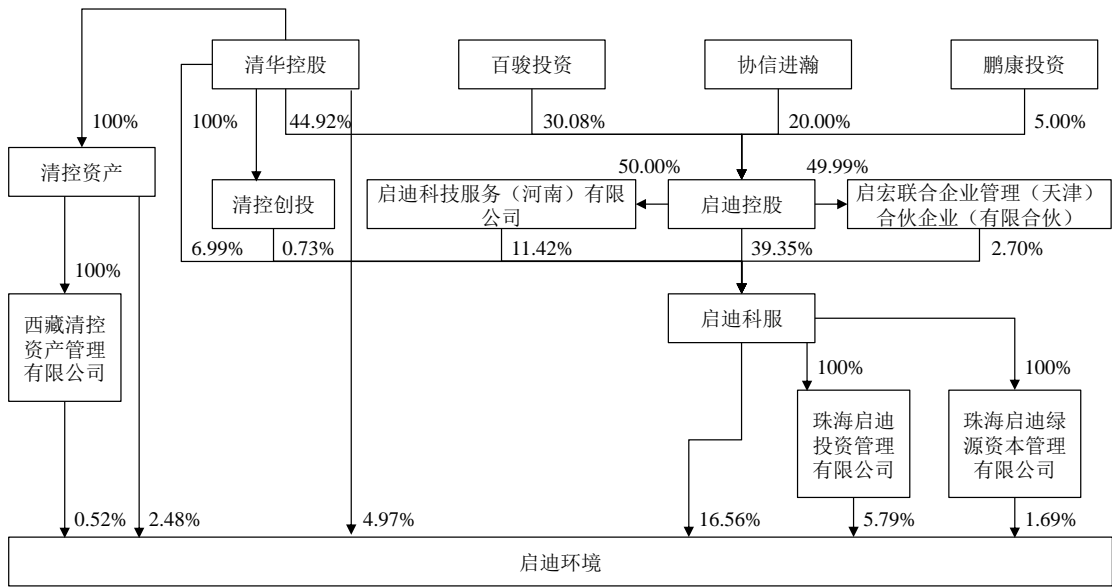 清华控股
百骏投资
协信进瀚
鹏康投资
100%
100%
44.92%
30.08%
20.00%
5.00%
清控资产
清控创投
50.00%
49.99%
启迪科技服务（河南）有限
公司
启迪控股
启宏联合企业管理（天津）
合伙企业（有限合伙）
6.99%
0.73%
11.42%
39.35%
2.70%
100%
西藏清控
资产管理
有限公司
启迪科服
100%
100%
珠海启迪
投资管理
有限公司
珠海启迪绿
源资本管理
有限公司
0.52%
2.48%
4.97%
16.56%
5.79%
1.69%
启迪环境